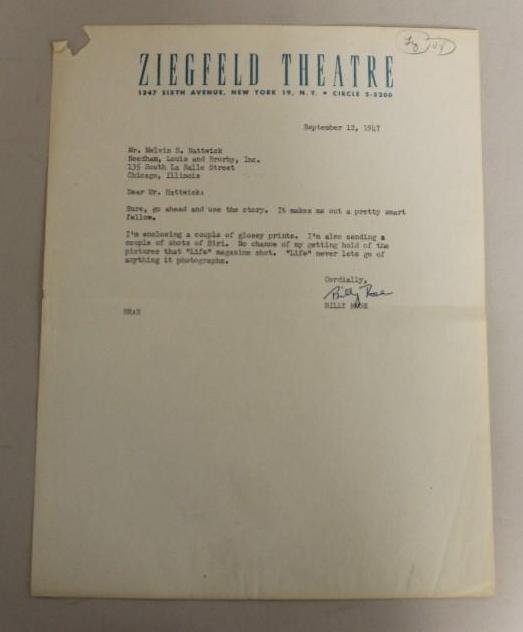 ZIEGFELD THEATRE
1247 SIXTH AVENUE, NEW YORK 19, N. Y. • CIRCLE 5-5200
September 12, 1947
Mr. Melvin S. Hattwick
Needham, Louis and Brorby, Inc.
135 South La Salle Street
Chicago, Illinois
Dear Mr. Hattwick:
Sure, go ahead and use the story. It makes me out a pretty smart
fellow.
I'm enclosing a couple of glossy prints. I'm also sending a
couple of shots of Siri. No chance of my getting hold of the
pictures that "Life" magazine shot. "Life" never lets go of
anything it photographs.
Cordially,
Billy Rose
BILLY ROSE